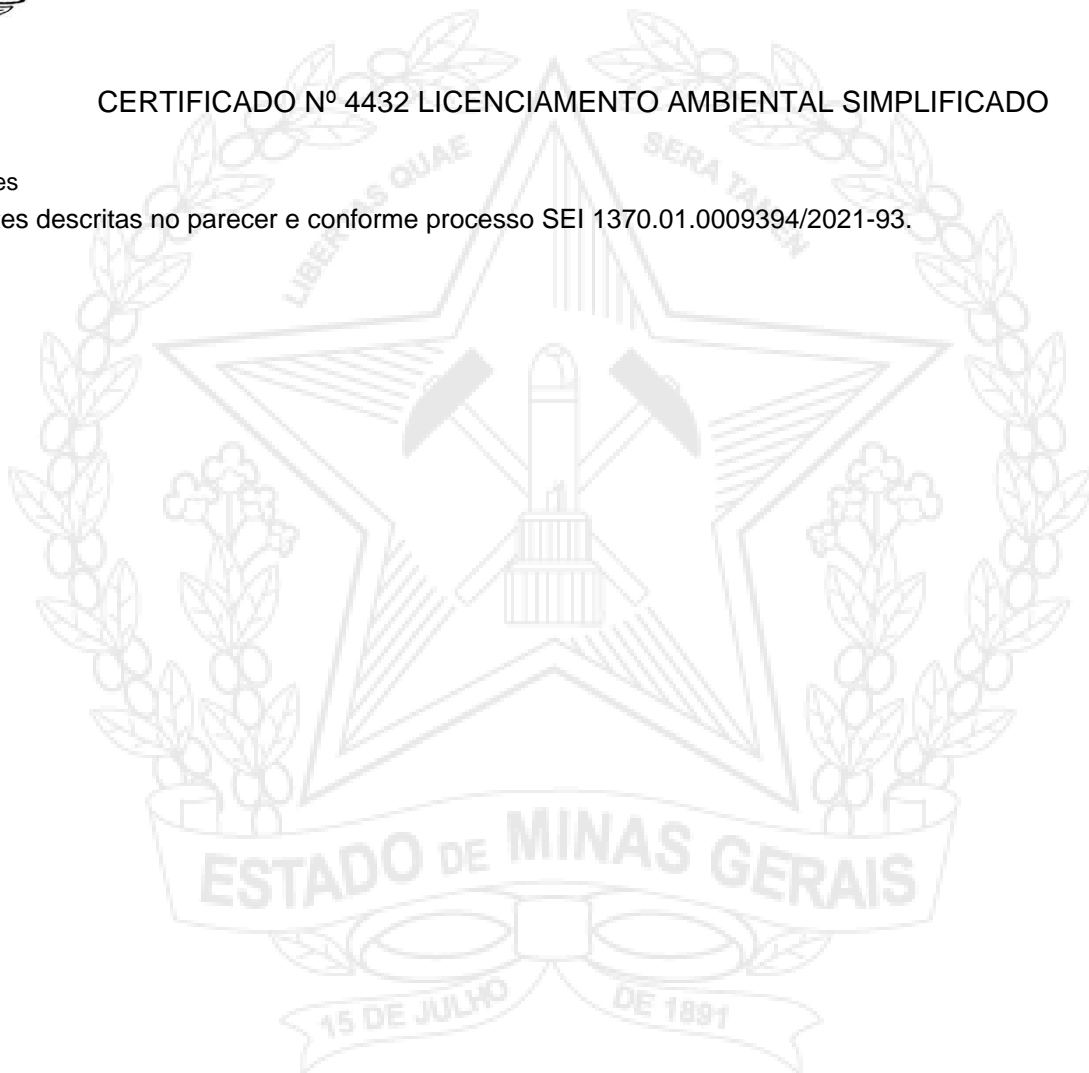 CERTIFICADO Nº 4432 LICENCIAMENTO AMBIENTAL SIMPLIFICADO
LIBERTAS QUAE SERA TAMEN
es
es descritas no parecer e conforme processo SEI 1370.01.0009394/2021-93.
ESTADO DE MINAS GERAIS
15 DE JULHO DE 1891